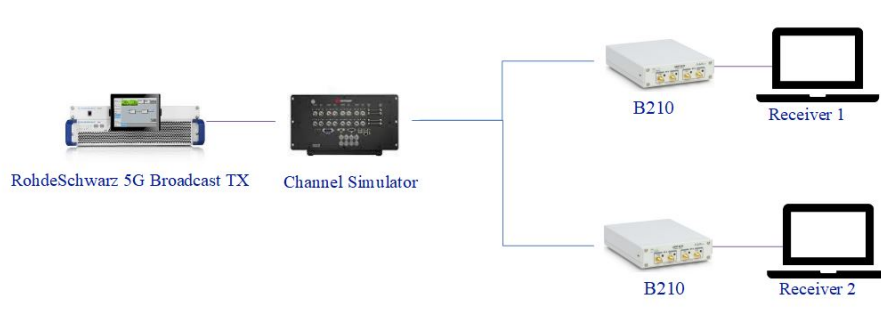 RohdeSchwarz 5G Broadcast TX
Channel Simulator
B210
Receiver 1
B210
Receiver 2